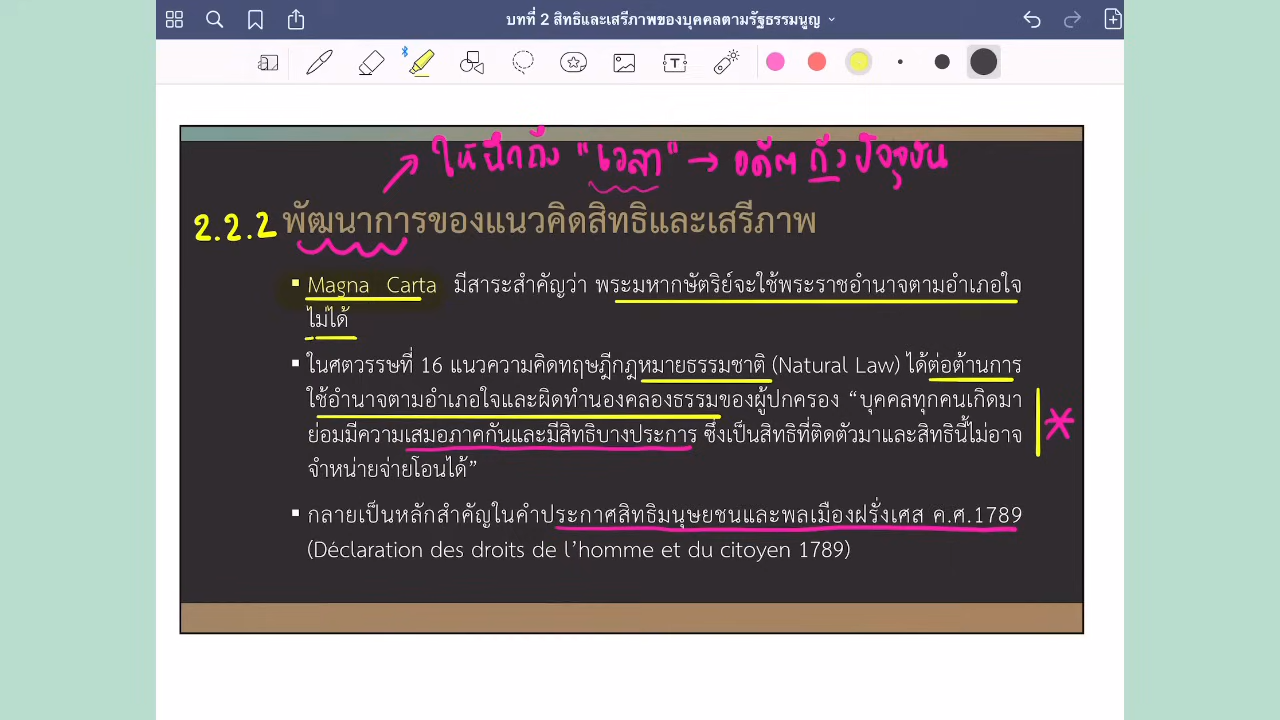 บทที่ 2 สิทธิและเสรีภาพของบุคคลตามรัฐธรรมนูญ
ให้นึกถึง "เวลา" → อดีต ถึง ปัจจุบัน
2.2.2 พัฒนาการของแนวคิดสิทธิและเสรีภาพ
▪ Magna Carta มีสาระสำคัญว่า พระมหากษัตริย์จะใช้พระราชอำนาจตามอำเภอใจ
ไม่ได้
▪ ในศตวรรษที่ 16 แนวความคิดทฤษฎีกฎหมายธรรมชาติ (Natural Law) ได้ต่อต้านการ
ใช้อำนาจตามอำเภอใจและผิดทำนองคลองธรรมของผู้ปกครอง “บุคคลทุกคนเกิดมา
ย่อมมีความเสมอภาคกันและมีสิทธิบางประการ ซึ่งเป็นสิทธิที่ติดตัวมาและสิทธินี้ไม่อาจ
จำหน่ายจ่ายโอนได้”
▪ กลายเป็นหลักสำคัญในคำประกาศสิทธิมนุษยชนและพลเมืองฝรั่งเศส ค.ศ.1789
(Déclaration des droits de l’homme et du citoyen 1789)